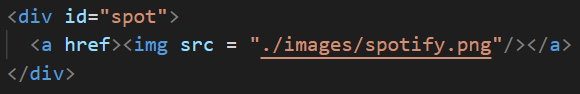 <div id="spot">
<a href><img src = "./images/spotify.png"/></a>
</div>